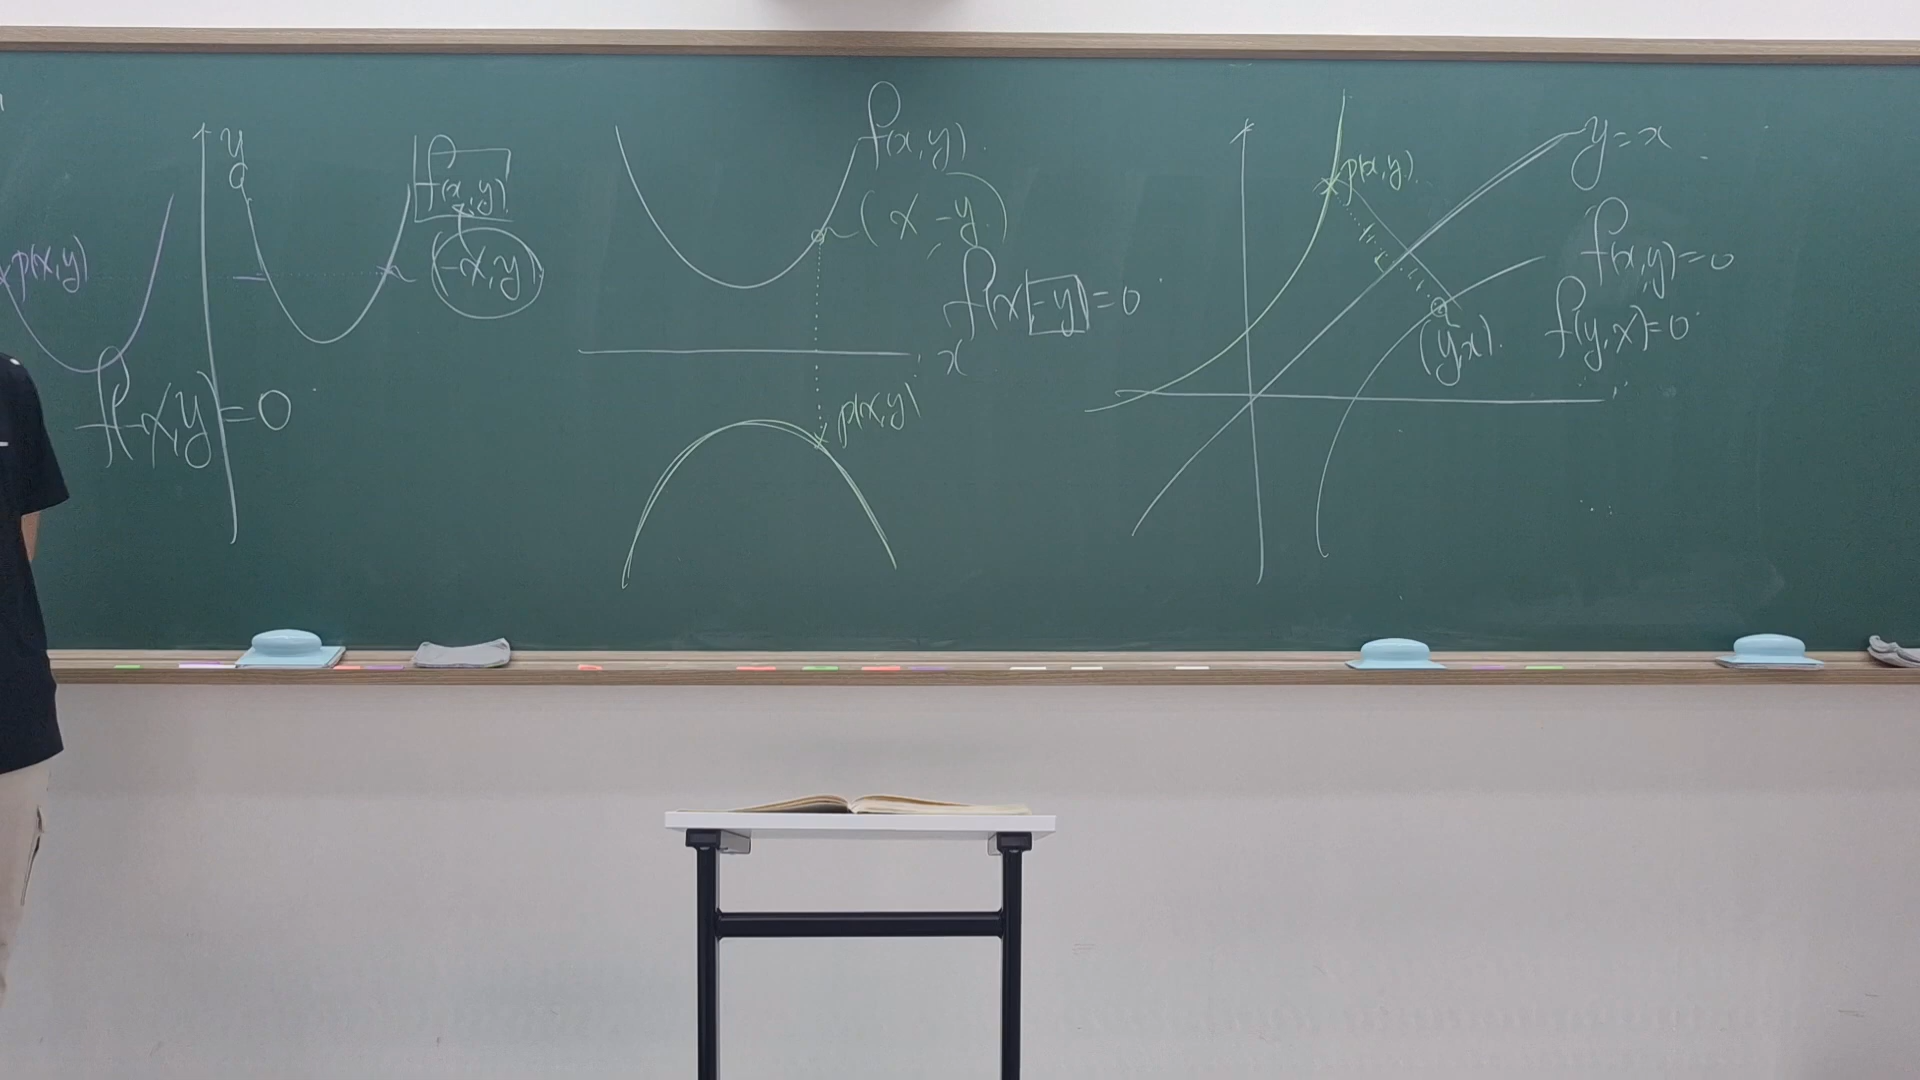 y
f(x,y)
(-x,y)
p(x,y)
f(-x,y)=0
f(x,y).
(x -y)
f(x,-y)=0
x
p(x,y)
p(x,y).
y=x
f(x,y)=0
f(y,x)=0
(y,x).